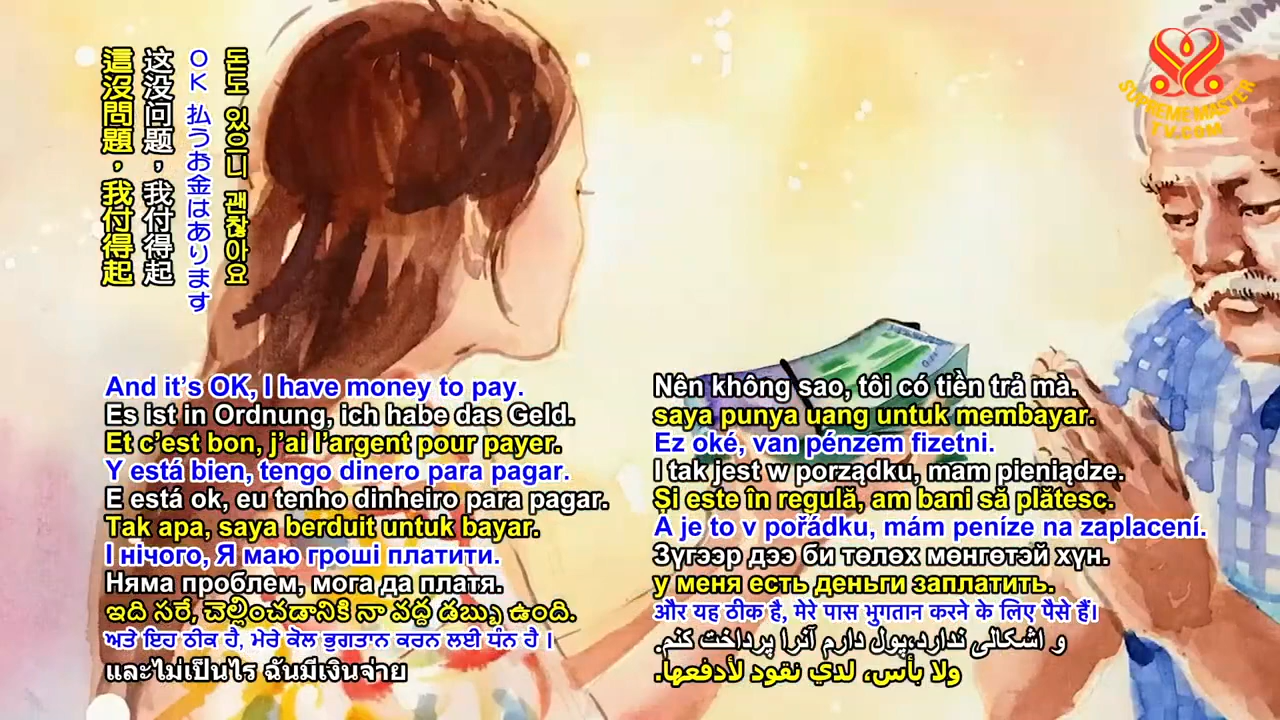 돈도 있으니 괜찮아요
OK 払うお金はあります
这没问题，我付得起
這沒問題，我付得起
SUPREME MASTER
TV.COM
And it's OK, I have money to pay.
Es ist in Ordnung, ich habe das Geld.
Et c'est bon, j'ai l'argent pour payer.
Y está bien, tengo dinero para pagar.
E está ok, eu tenho dinheiro para pagar.
Tak apa, saya berduit untuk bayar.
І нічого, Я маю гроші платити.
Няма проблем, мога да платя.
ఇది సరే, చెల్లించడానికి నా వద్ద డబ్బు ఉంది.
ਅਤੇ ਇਹ ਠੀਕ ਹੈ, ਮੇਰੇ ਕੋਲ ਭੁਗਤਾਨ ਕਰਨ ਲਈ ਧੰਨ ਹੈ।
และไม่เป็นไร ฉันมีเงินจ่าย
Nên không sao, tôi có tiền trả mà.
saya punya uang untuk membayar.
Ez oké, van pénzem fizetni.
I tak jest w porządku, mam pieniądze.
Și este în regulă, am bani să plătesc.
A je to v pořádku, mám peníze na zaplacení.
Зүгээр дээ би төлөх мөнгөтэй хүн.
у меня есть деньги заплатить.
और यह ठीक है, मेरे पास भुगतान करने के लिए पैसे हैं।
و اشکالی ندارد،پول دارم آنرا پرداخت کنم.
ولا بأس، لدي نقود لأدفعها.